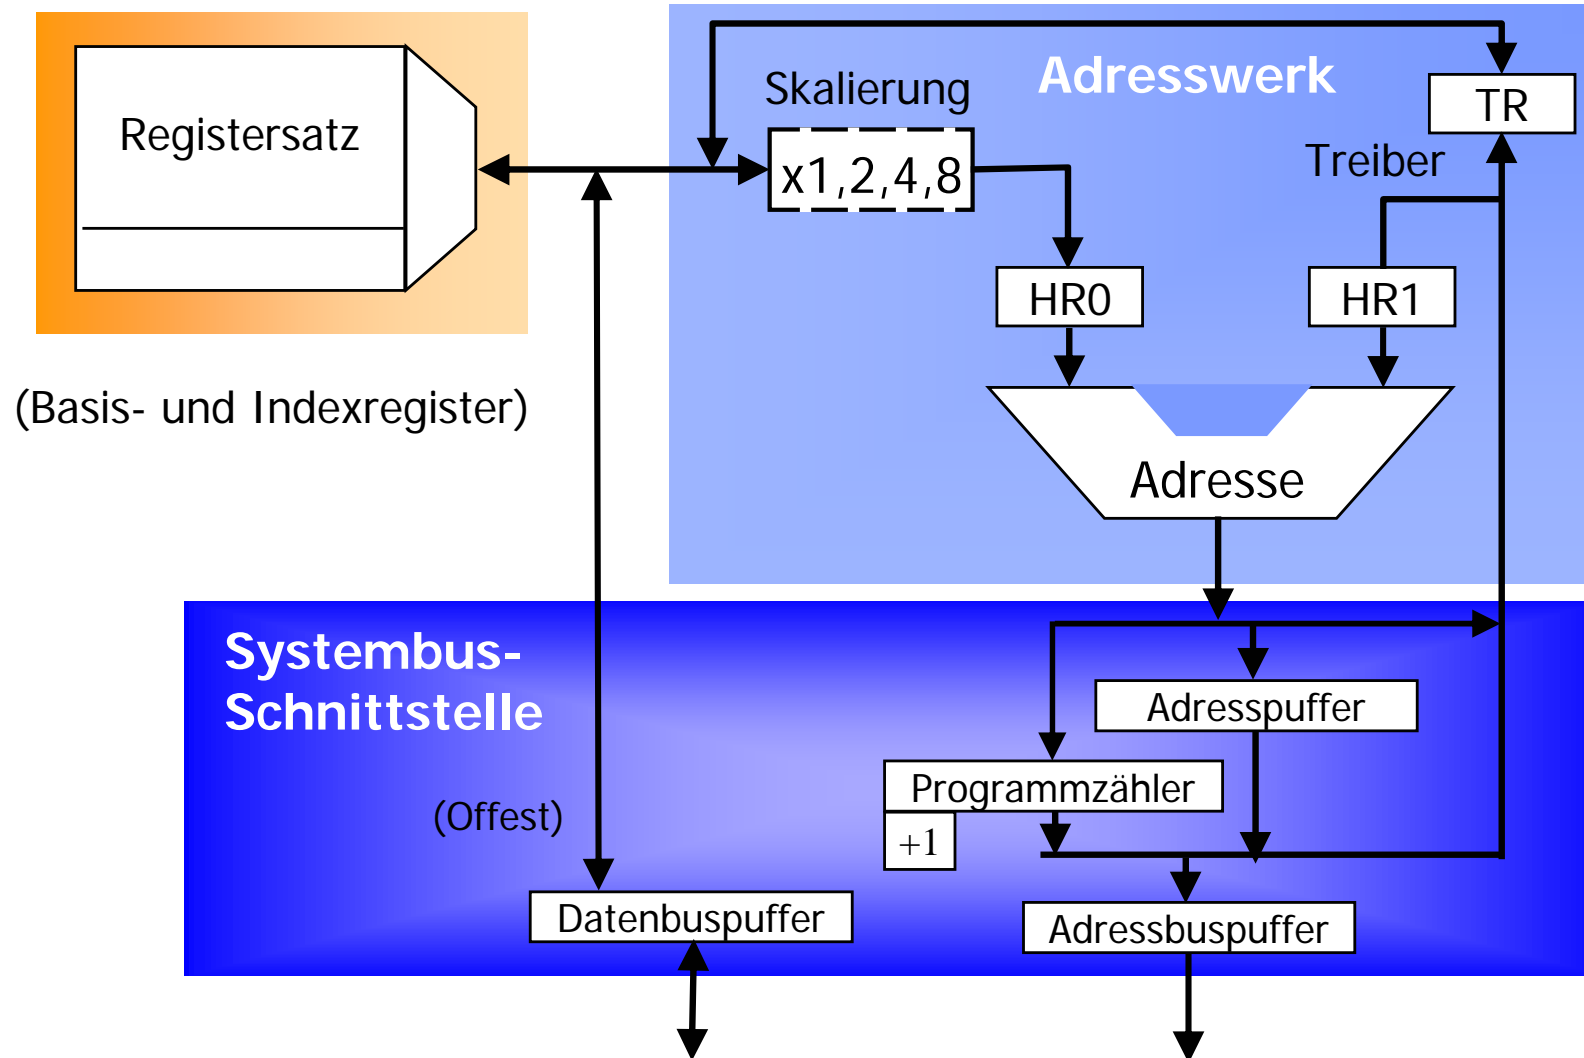 Adresswerk
Skalierung
TR
Registersatz
x1,2,4,8
Treiber
HR0
HR1
(Basis- und Indexregister)
Adresse
Systembus-
Schnittstelle
Adresspuffer
Programmzähler
(Offest)
+1
Datenbuspuffer
Adressbuspuffer